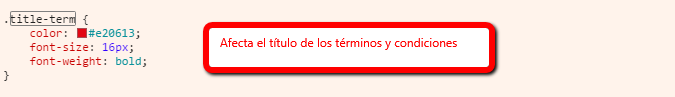 .title-term {
color: #e20613;
font-size: 16px;
font-weight: bold;
}
Afecta el título de los términos y condiciones